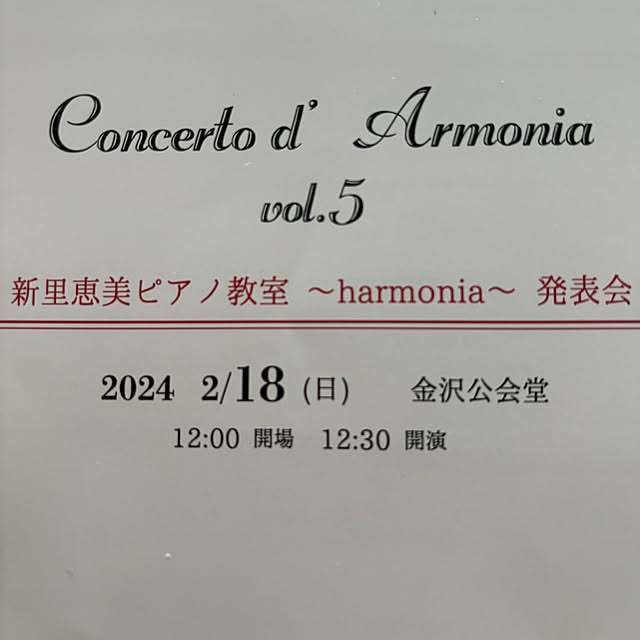 Concerto d' Armonia
vol.5
新里恵美ピアノ教室 ～harmonia～ 発表会
2024 2/18 (日) 金沢公会堂
12:00 開場 12:30 開演